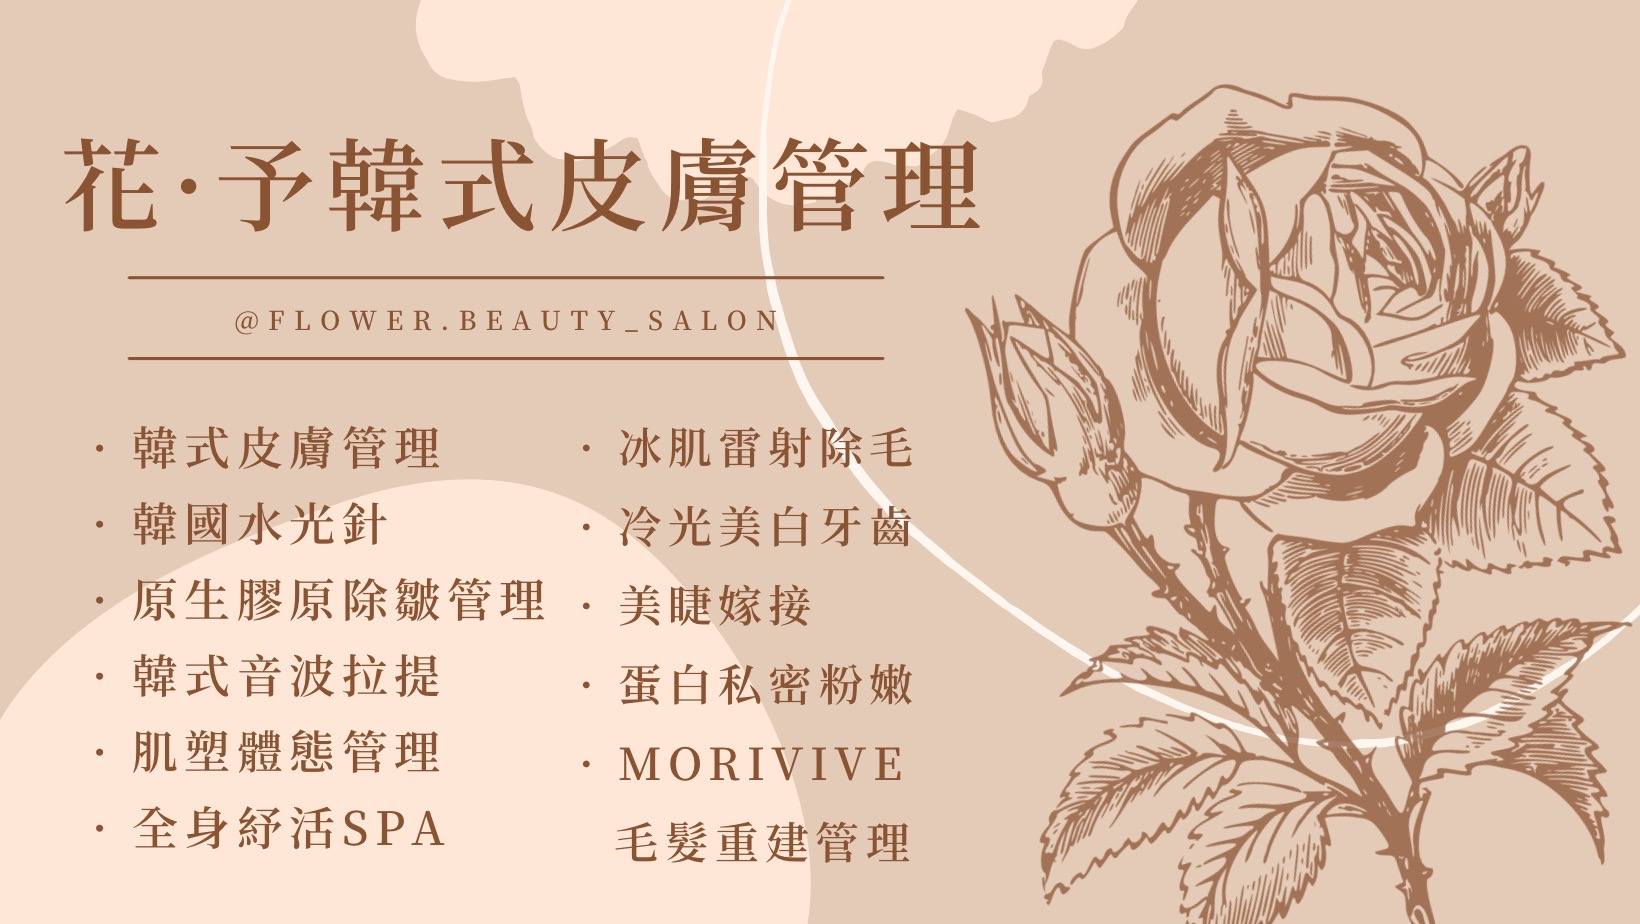 花·予韓式皮膚管理
@FLOWER.BEAUTY_SALON
· 韓式皮膚管理
· 韓國水光針
· 原生膠原除皺管理
· 韓式音波拉提
· 肌塑體態管理
· 全身紓活SPA
· 冰肌雷射除毛
· 冷光美白牙齒
· 美睫嫁接
· 蛋白私密粉嫩
· MORIVIVE
毛髮重建管理